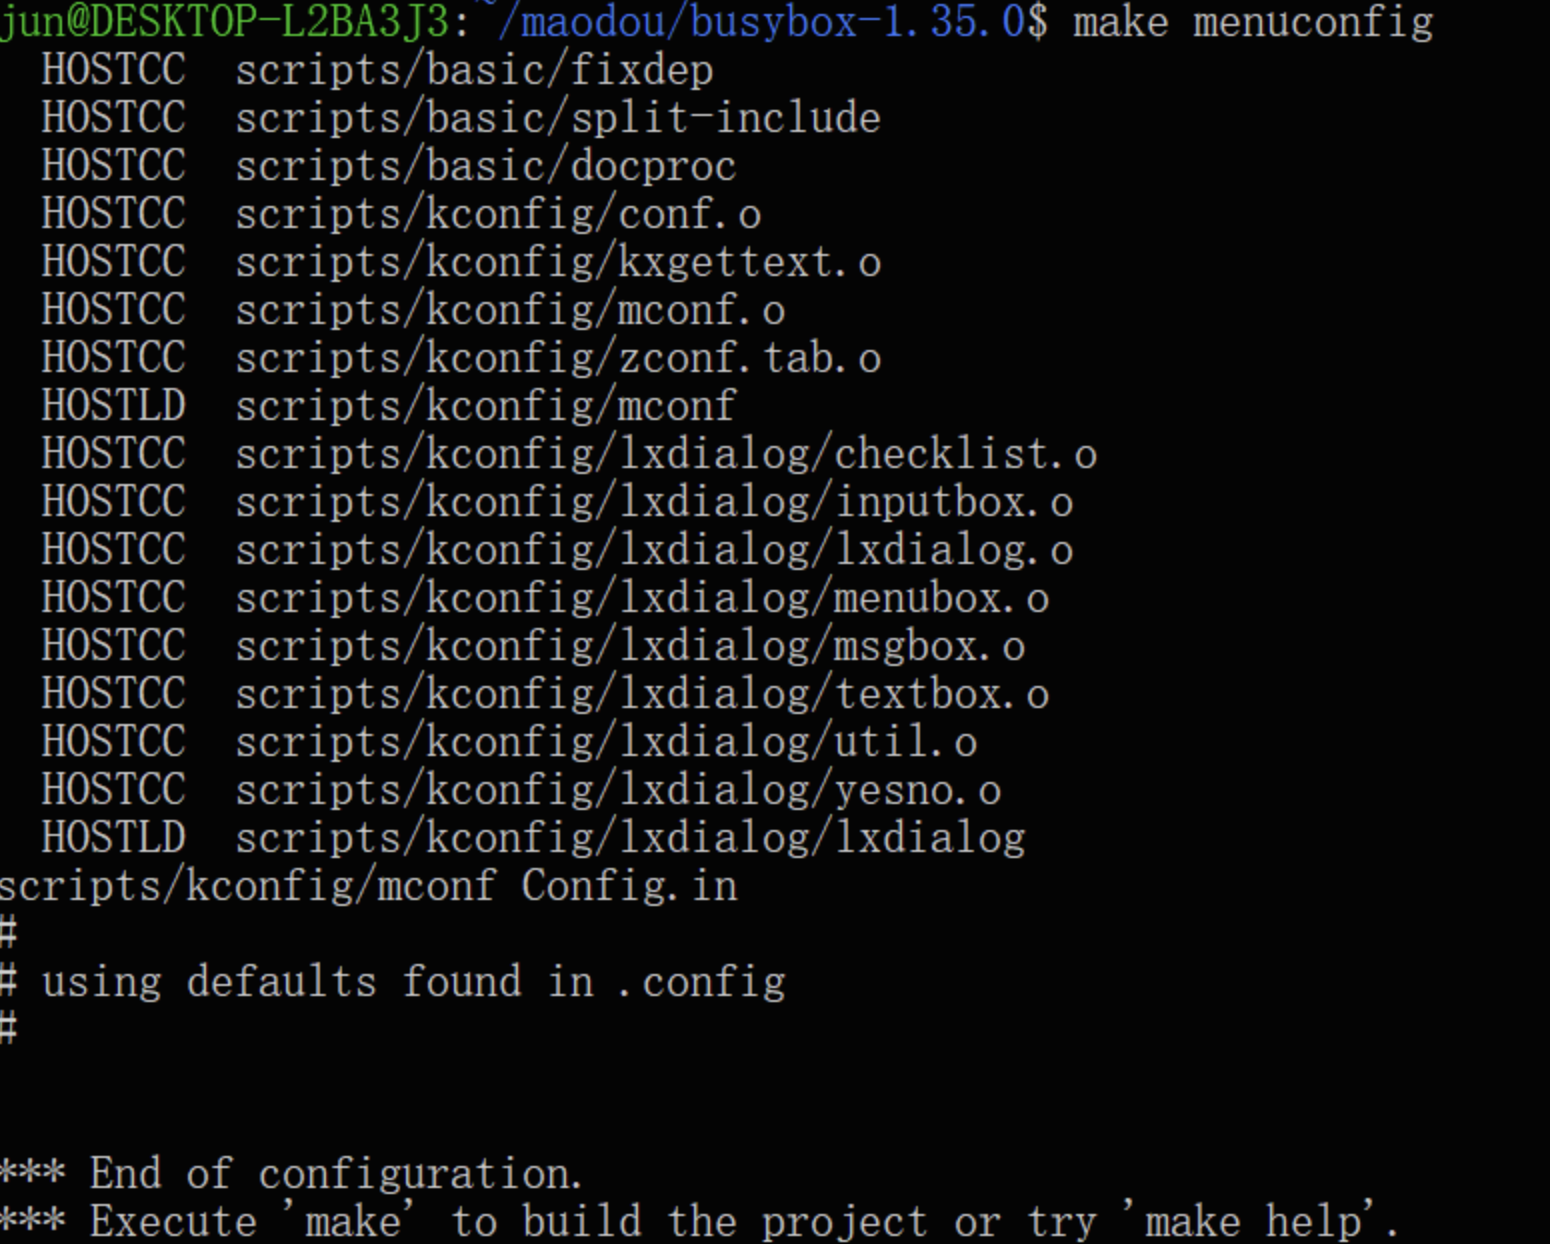 jun@DESKTOP-L2BA3J3:~/maodou/busybox-1.35.0$ make menuconfig
  HOSTCC  scripts/basic/fixdep
  HOSTCC  scripts/basic/split-include
  HOSTCC  scripts/basic/docproc
  HOSTCC  scripts/kconfig/conf.o
  HOSTCC  scripts/kconfig/kxgettext.o
  HOSTCC  scripts/kconfig/mconf.o
  HOSTCC  scripts/kconfig/zconf.tab.o
  HOSTLD  scripts/kconfig/mconf
  HOSTCC  scripts/kconfig/lxdialog/checklist.o
  HOSTCC  scripts/kconfig/lxdialog/inputbox.o
  HOSTCC  scripts/kconfig/lxdialog/lxdialog.o
  HOSTCC  scripts/kconfig/lxdialog/menubox.o
  HOSTCC  scripts/kconfig/lxdialog/msgbox.o
  HOSTCC  scripts/kconfig/lxdialog/textbox.o
  HOSTCC  scripts/kconfig/lxdialog/util.o
  HOSTCC  scripts/kconfig/lxdialog/yesno.o
  HOSTLD  scripts/kconfig/lxdialog/lxdialog
scripts/kconfig/mconf Config.in
#
# using defaults found in .config
#
*** End of configuration.
*** Execute 'make' to build the project or try 'make help'.